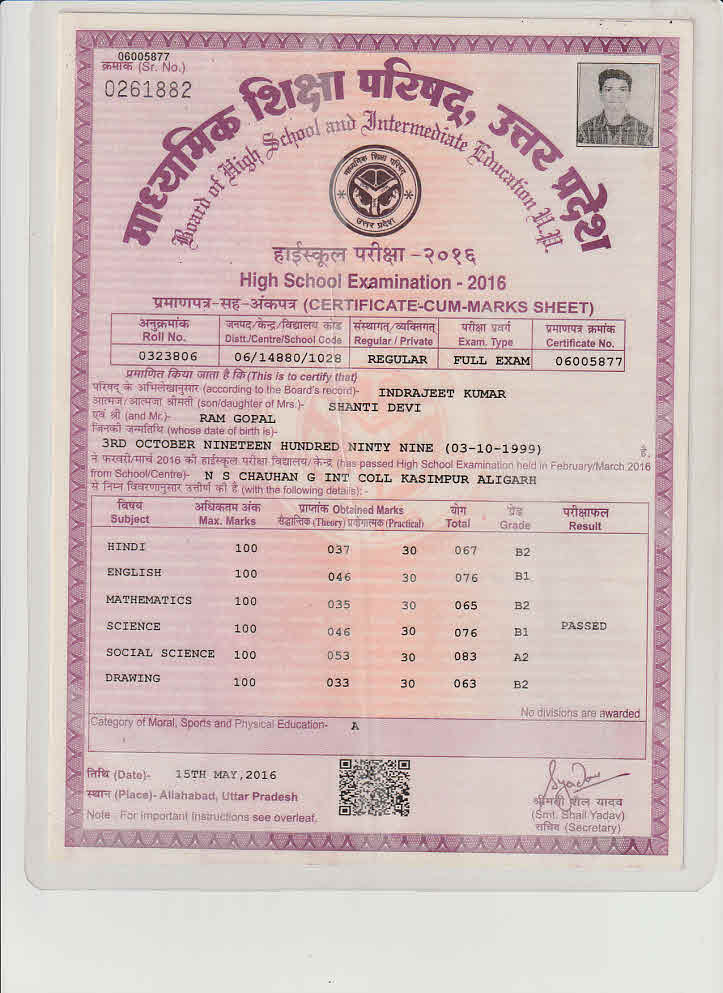 06005877
क्रमांक (Sr. No.)
0261882
माध्यमिक शिक्षा परिषद्, उत्तर प्रदेश
Board of High School and Intermediate Education U.P.
माध्यमिक शिक्षा परिषद
उत्तर प्रदेश
हाईस्कूल परीक्षा -२०१६
High School Examination - 2016
प्रमाणपत्र-सह-अंकपत्र (CERTIFICATE-CUM-MARKS SHEET)
अनुक्रमांक जनपद/केन्द्र/विद्यालय कोड संस्थागत/व्यक्तिगत परीक्षा प्रवर्ग प्रमाणपत्र क्रमांक
Roll No. Distt./Centre/School Code Regular / Private Exam. Type Certificate No.
0323806 06/14880/1028 REGULAR FULL EXAM 06005877
प्रमाणित किया जाता है कि (This is to certify that)
परिषद् के अभिलेखानुसार (according to the Board's record)- INDRAJEET KUMAR
आत्मज/आत्मजा श्रीमती (son/daughter of Mrs.)- SHANTI DEVI
एवं श्री (and Mr.)- RAM GOPAL
जिनकी जन्मतिथि (whose date of birth is)-
3RD OCTOBER NINETEEN HUNDRED NINTY NINE (03-10-1999) है,
ने फरवरी/मार्च 2016 की हाईस्कूल परीक्षा विद्यालय/केन्द्र (has passed High School Examination held in February/March 2016
from School/Centre)- N S CHAUHAN G INT COLL KASIMPUR ALIGARH
से निम्न विवरणानुसार उत्तीर्ण की है (with the following details): -
विषय अधिकतम अंक प्राप्तांक Obtained Marks योग ग्रेड परीक्षाफल
Subject Max. Marks सैद्धान्तिक (Theory) प्रयोगात्मक (Practical) Total Grade Result
HINDI 100 037 30 067 B2
ENGLISH 100 046 30 076 B1
MATHEMATICS 100 035 30 065 B2
SCIENCE 100 046 30 076 B1 PASSED
SOCIAL SCIENCE 100 053 30 083 A2
DRAWING 100 033 30 063 B2
No divisions are awarded
Category of Moral, Sports and Physical Education- A
तिथि (Date)- 15TH MAY,2016
स्थान (Place)- Allahabad, Uttar Pradesh
Note : For important instructions see overleaf.
श्रीमती शैल यादव
(Smt. Shail Yadav)
सचिव (Secretary)